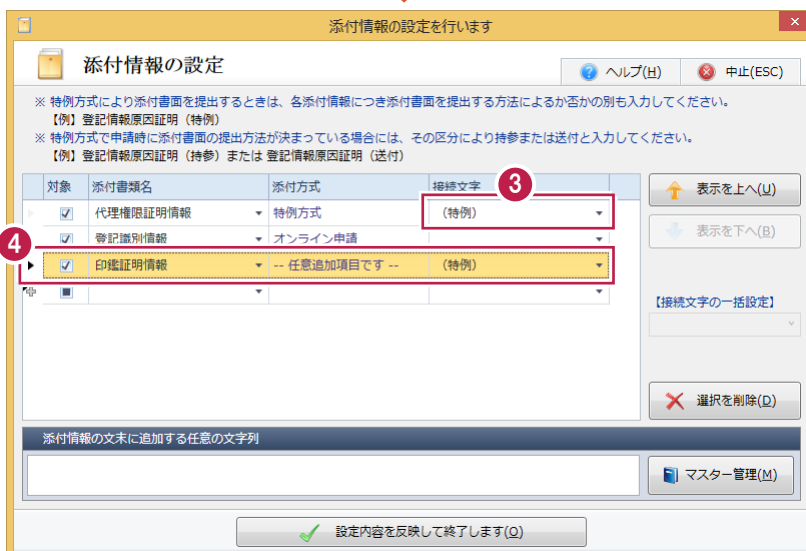 添付情報の設定を行います
添付情報の設定
ヘルプ(H)
中止(ESC)
※ 特例方式により添付書面を提出するときは、各添付情報につき添付書面を提出する方法によるか否かの別も入力してください。
【例】登記情報原因証明（特例）
※ 特例方式で申請時に添付書面の提出方法が決まっている場合には、その区分により持参または送付と入力してください。
【例】登記情報原因証明（持参）または 登記情報原因証明（送付）
対象 添付書類名 添付方式 接続文字
3
代理権限証明情報 特例方式 （特例）
登記識別情報 オンライン申請
4
印鑑証明情報 -- 任意追加項目です -- （特例）
表示を上へ(U)
表示を下へ(B)
【接続文字の一括設定】
選択を削除(D)
添付情報の文末に追加する任意の文字列
マスター管理(M)
設定内容を反映して終了します(O)